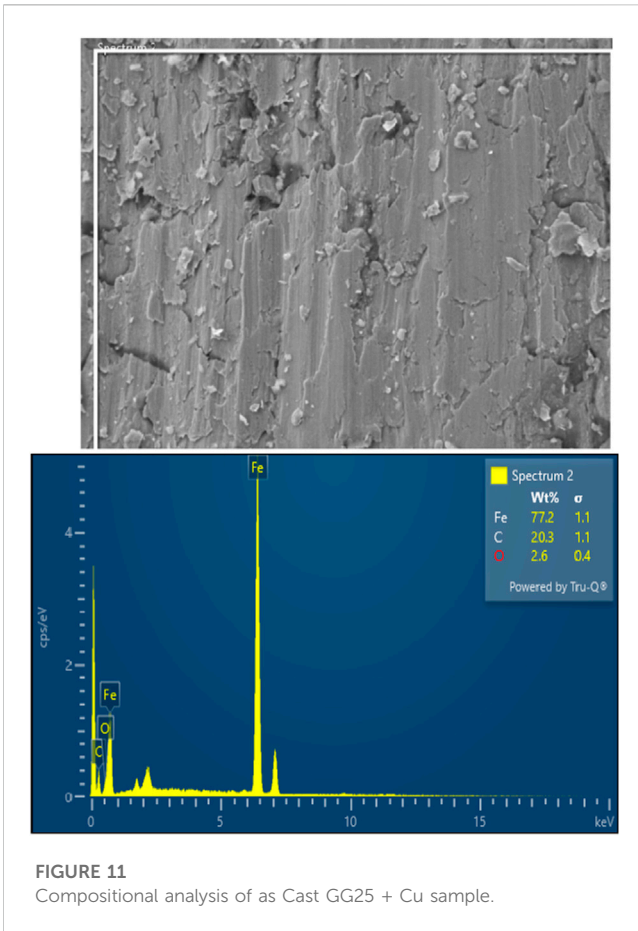 Spectrum 2
Fe
4
cps/eV
2
Fe
O
C
0
0 5 10 15 keV
Spectrum 2
Wt% σ
Fe 77.2 1.1
C 20.3 1.1
O 2.6 0.4
Powered by Tru-Q®
FIGURE 11
Compositional analysis of as Cast GG25 + Cu sample.